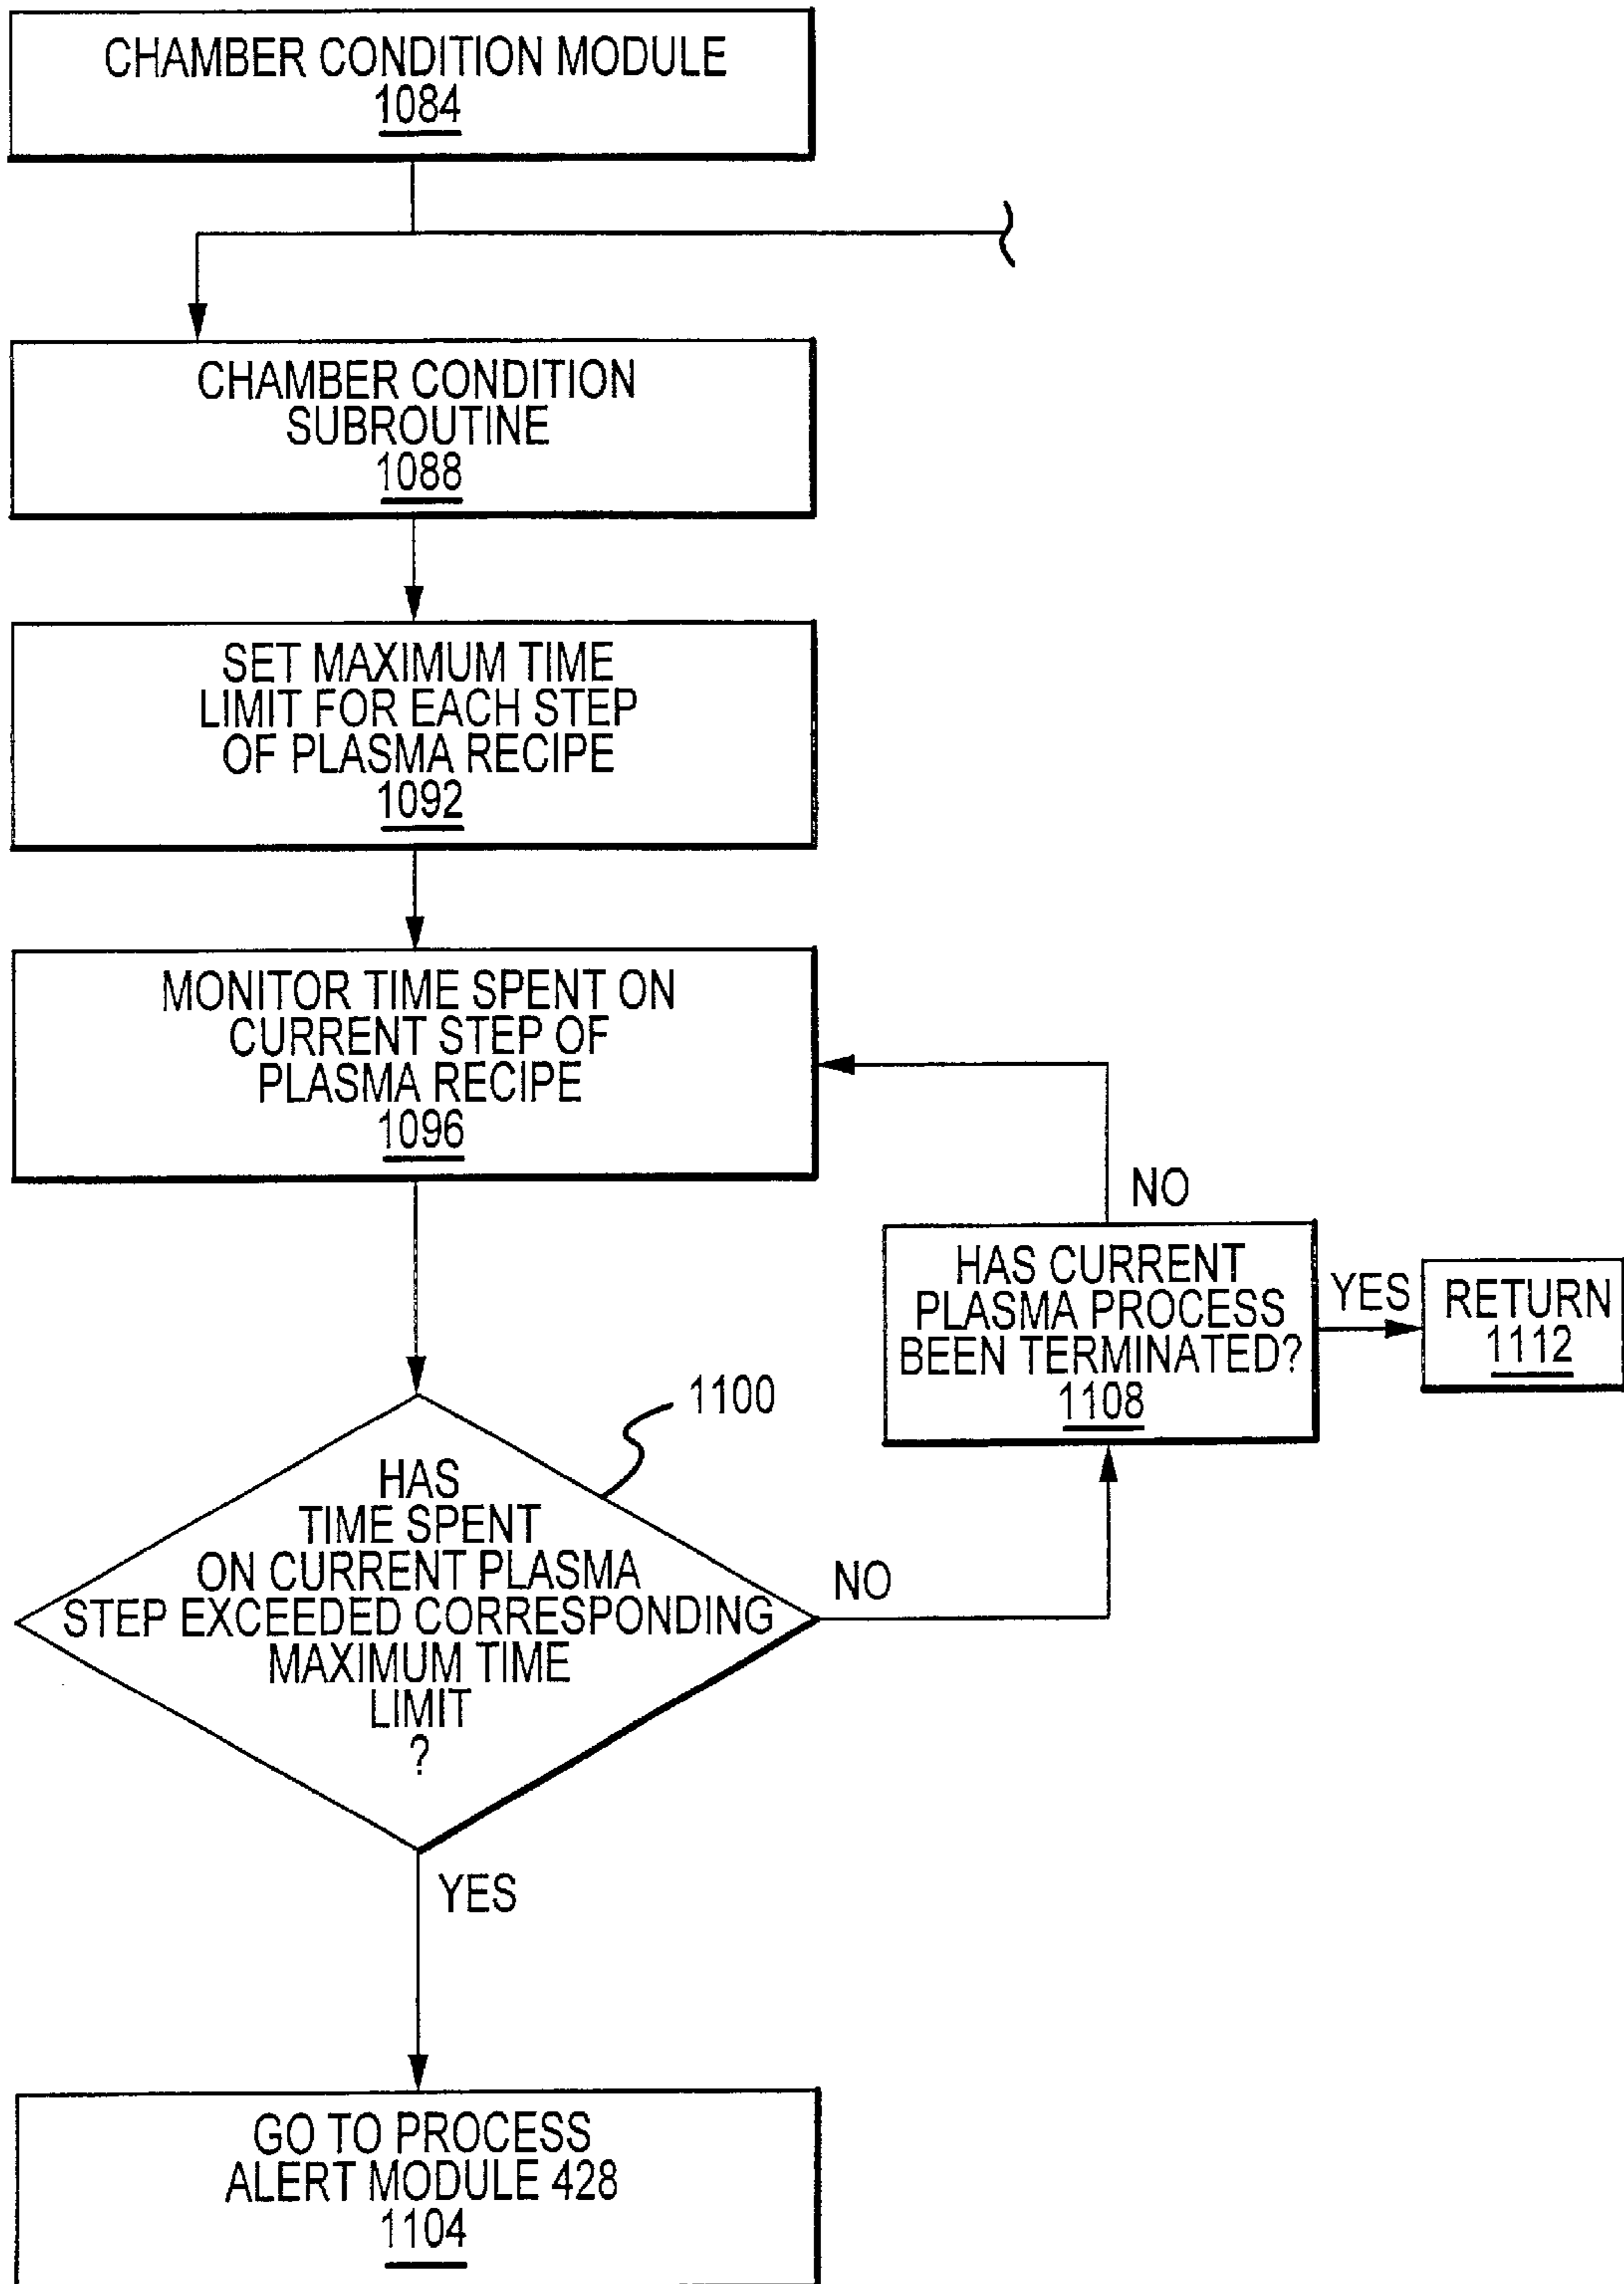 CHAMBER CONDITION MODULE
1084
CHAMBER CONDITION
SUBROUTINE
1088
SET MAXIMUM TIME
LIMIT FOR EACH STEP
OF PLASMA RECIPE
1092
MONITOR TIME SPENT ON
CURRENT STEP OF
PLASMA RECIPE
1096
NO
HAS CURRENT
PLASMA PROCESS
BEEN TERMINATED?
1108
YES
RETURN
1112
1100
HAS
TIME SPENT
ON CURRENT PLASMA
STEP EXCEEDED CORRESPONDING
MAXIMUM TIME
LIMIT
?
NO
YES
GO TO PROCESS
ALERT MODULE 428
1104